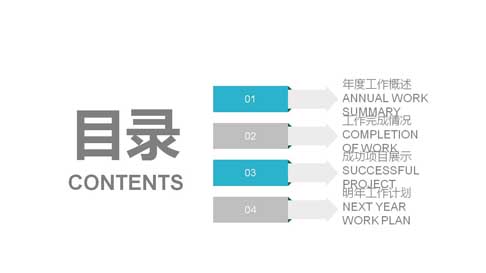 目录
CONTENTS
01
年度工作概述
ANNUAL WORK
SUMMARY
02
工作完成情况
COMPLETION
OF WORK
03
成功项目展示
SUCCESSFUL
PROJECT
04
明年工作计划
NEXT YEAR
WORK PLAN